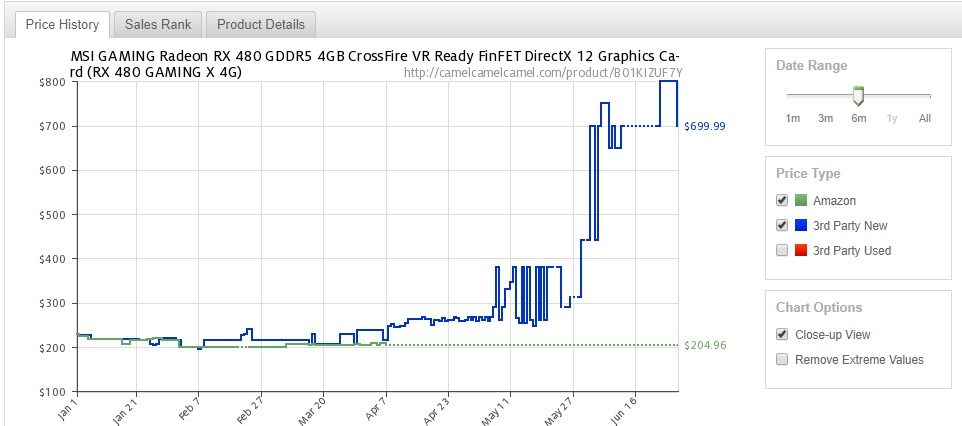 Price History
Sales Rank
Product Details
MSI GAMING Radeon RX 480 GDDR5 4GB CrossFire VR Ready FinFET DirectX 12 Graphics Ca-
rd (RX 480 GAMING X 4G)
http://camelcamelcamel.com/product/B01KIZUF7Y
$800
$700
$600
$500
$400
$300
$200
$100
$699.99
$204.96
Jan 1
Jan 21
Feb 7
Feb 27
Mar 20
Apr 7
Apr 23
May 11
May 27
Jun 16
Date Range
1m 3m 6m 1y All
Price Type
Amazon
3rd Party New
3rd Party Used
Chart Options
Close-up View
Remove Extreme Values